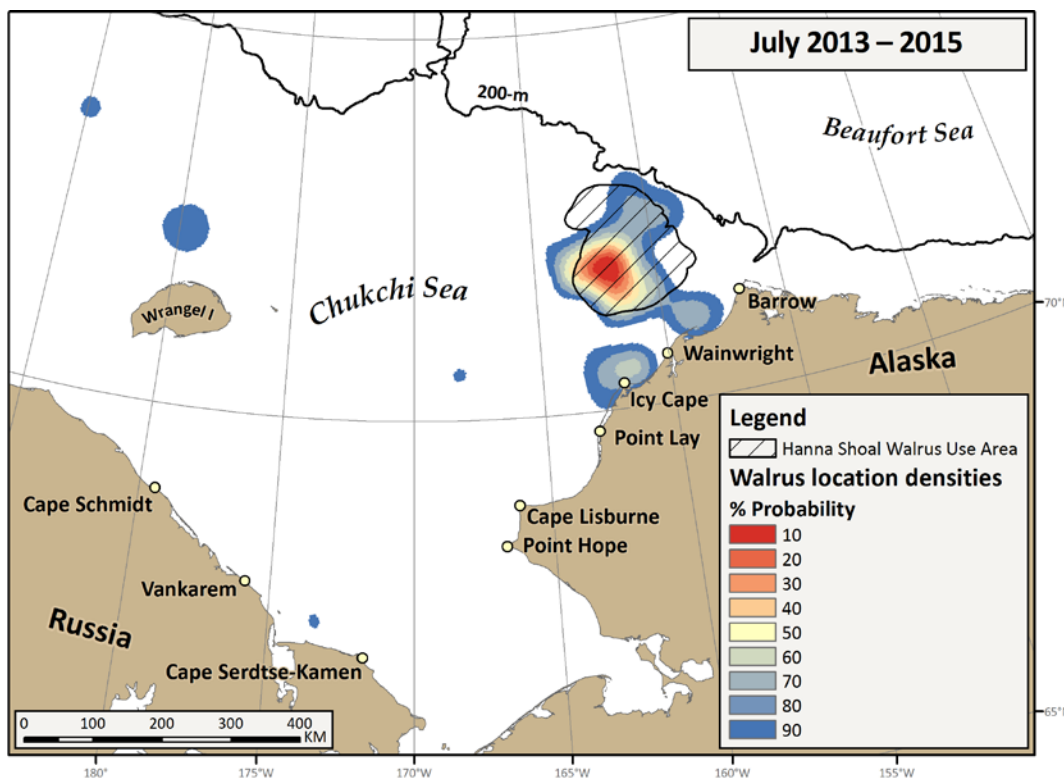 July 2013 – 2015
200-m
Beaufort Sea
Chukchi Sea
Wrangel I
Barrow
70°
Wainwright
Alaska
Icy Cape
Point Lay
Cape Schmidt
Cape Lisburne
Point Hope
Vankarem
Russia
Cape Serdtse-Kamen
Legend
Hanna Shoal Walrus Use Area
Walrus location densities
% Probability
10
20
30
40
50
60
70
80
90
0 100 200 300 400
KM
65°
180° 175°W 170°W 165°W 160°W 155°W